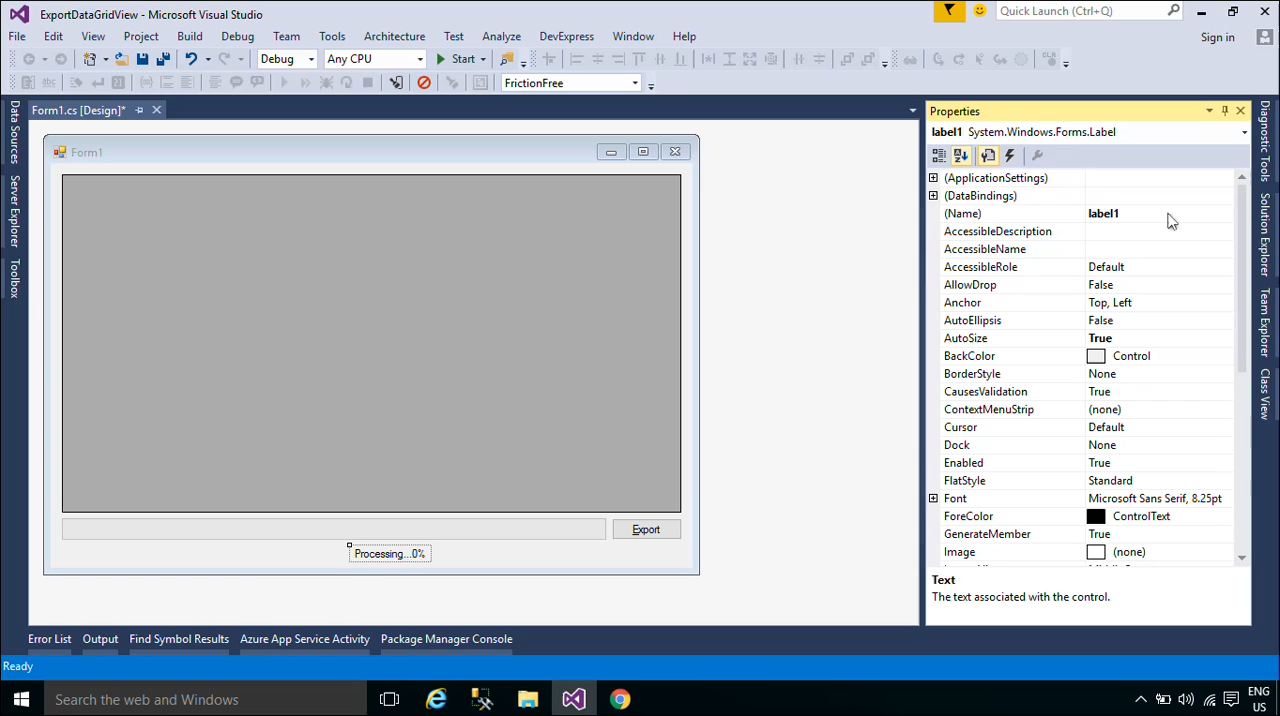 ExportDataGridView - Microsoft Visual Studio
Quick Launch (Ctrl+Q)
File Edit View Project Build Debug Team Tools Architecture Test Analyze DevExpress Window Help
Sign in
Debug Any CPU Start
FrictionFree
Form1.cs [Design]*
Data Sources
Server Explorer
Toolbox
Form1
Export
Processing...0%
Properties
label1 System.Windows.Forms.Label
(ApplicationSettings)
(DataBindings)
(Name) label1
AccessibleDescription
AccessibleName
AccessibleRole Default
AllowDrop False
Anchor Top, Left
AutoEllipsis False
AutoSize True
BackColor Control
BorderStyle None
CausesValidation True
ContextMenuStrip (none)
Cursor Default
Dock None
Enabled True
FlatStyle Standard
Font Microsoft Sans Serif, 8.25pt
ForeColor ControlText
GenerateMember True
Image (none)
Text
The text associated with the control.
Diagnostic Tools
Solution Explorer
Team Explorer
Class View
Error List Output Find Symbol Results Azure App Service Activity Package Manager Console
Ready
Search the web and Windows
ENG
US